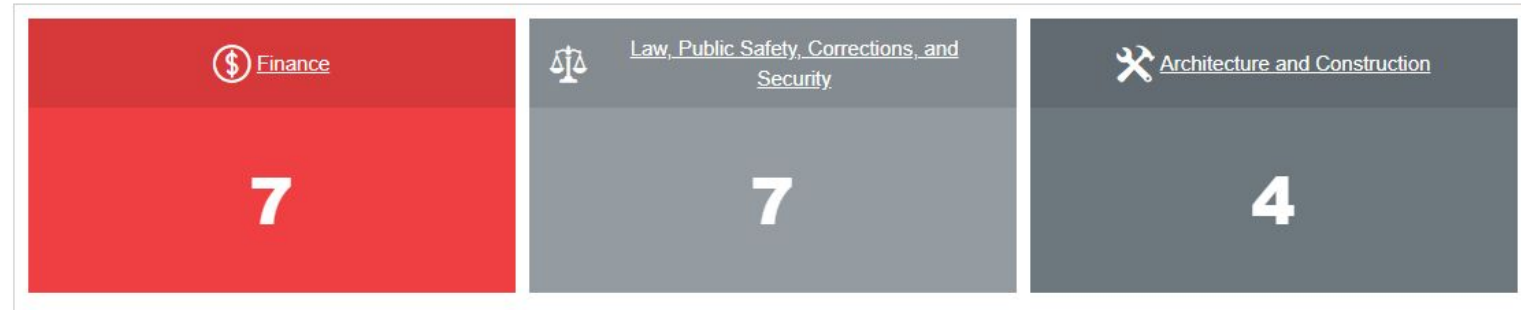 Finance
Law, Public Safety, Corrections, and
Security
Architecture and Construction
7
7
4